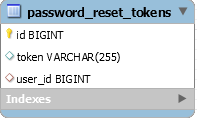 password_reset_tokens
id BIGINT
token VARCHAR(255)
user_id BIGINT
Indexes